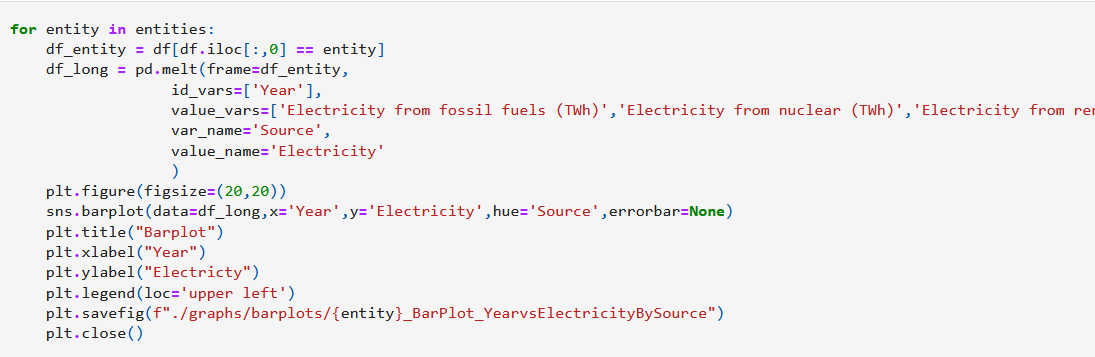 for entity in entities:
    df_entity = df[df.iloc[:,0] == entity]
    df_long = pd.melt(frame=df_entity,
                  id_vars=['Year'],
                  value_vars=['Electricity from fossil fuels (TWh)','Electricity from nuclear (TWh)','Electricity from
                  var_name='Source',
                  value_name='Electricity'
                  )
    plt.figure(figsize=(20,20))
    sns.barplot(data=df_long,x='Year',y='Electricity',hue='Source',errorbar=None)
    plt.title("Barplot")
    plt.xlabel("Year")
    plt.ylabel("Electricty")
    plt.legend(loc='upper left')
    plt.savefig(f"./graphs/barplots/{entity}_BarPlot_YearvsElectricityBySource")
    plt.close()